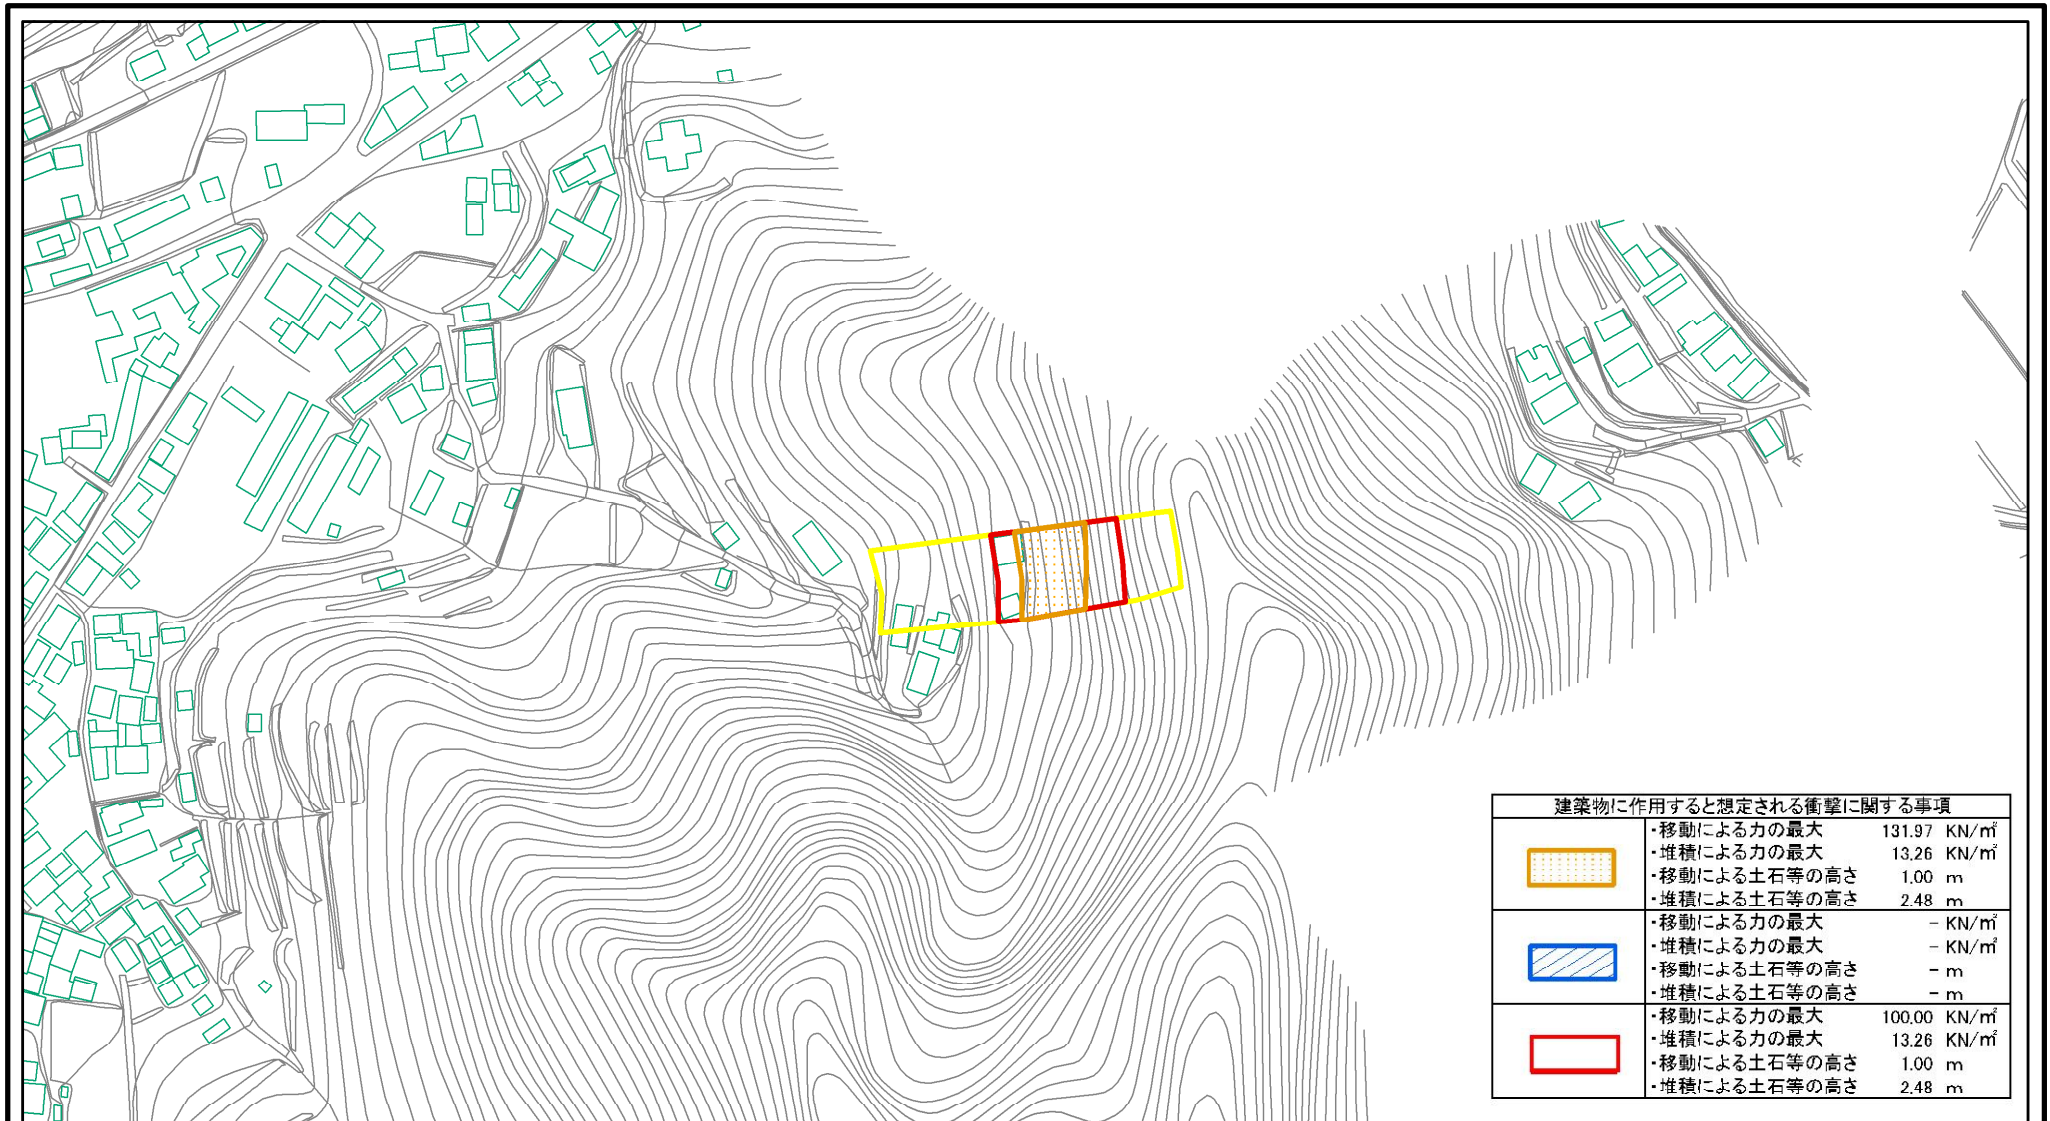 建築物に作用すると想定される衝撃に関する事項
・移動による力の最大 131.97 KN/㎡
・堆積による力の最大 13.26 KN/㎡
・移動による土石等の高さ 1.00 m
・堆積による土石等の高さ 2.48 m
・移動による力の最大 - KN/㎡
・堆積による力の最大 - KN/㎡
・移動による土石等の高さ - m
・堆積による土石等の高さ - m
・移動による力の最大 100.00 KN/㎡
・堆積による力の最大 13.26 KN/㎡
・移動による土石等の高さ 1.00 m
・堆積による土石等の高さ 2.48 m